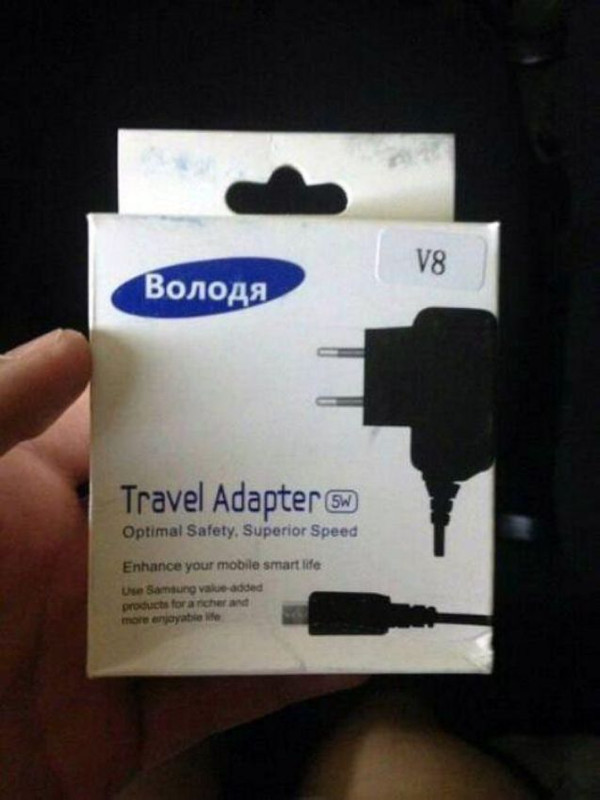 V8
Володя
Travel Adapter 5W
Optimal Safety, Superior Speed
Enhance your mobile smart life
Use Samsung value-added
products for a richer and
more enjoyable life